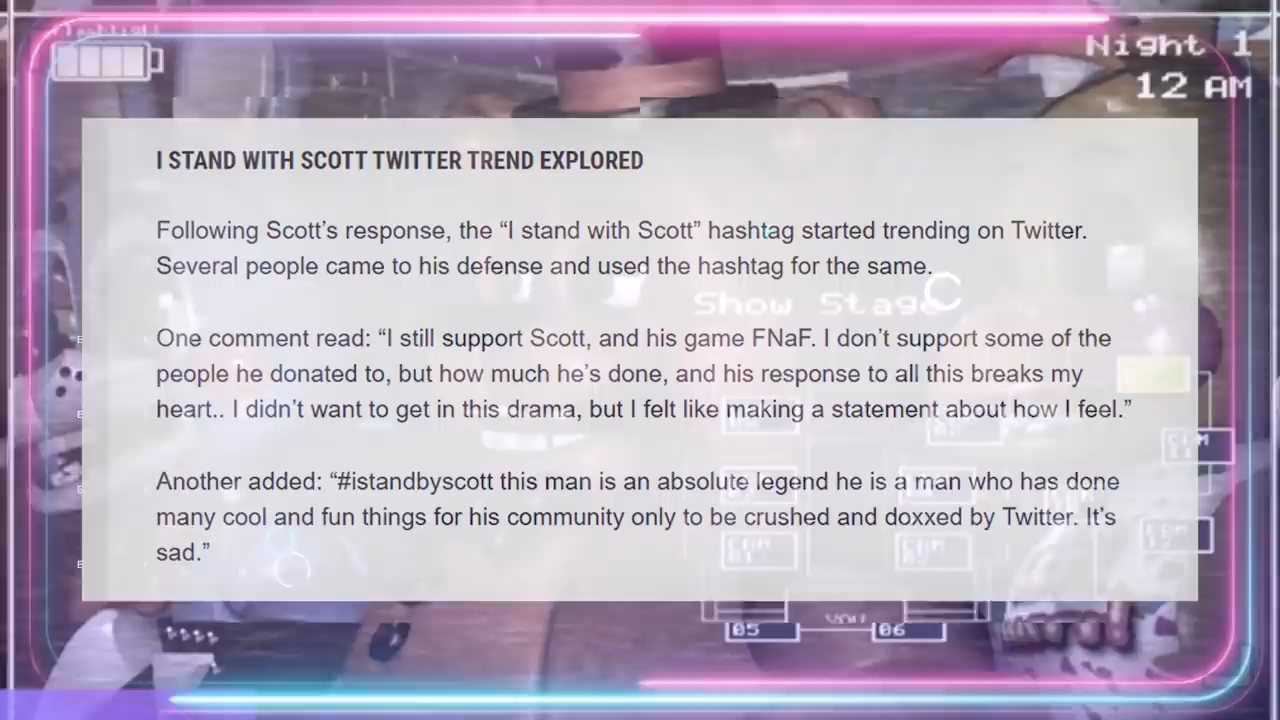 Flashlight
Night 1
12 AM
I STAND WITH SCOTT TWITTER TREND EXPLORED
Following Scott’s response, the “I stand with Scott” hashtag started trending on Twitter.
Several people came to his defense and used the hashtag for the same.
Show Stage
One comment read: “I still support Scott, and his game FNaF. I don’t support some of the
people he donated to, but how much he’s done, and his response to all this breaks my
heart.. I didn’t want to get in this drama, but I felt like making a statement about how I feel.”
Another added: “#istandbyscott this man is an absolute legend he is a man who has done
many cool and fun things for his community only to be crushed and doxxed by Twitter. It’s
sad.”
YOU
05
06